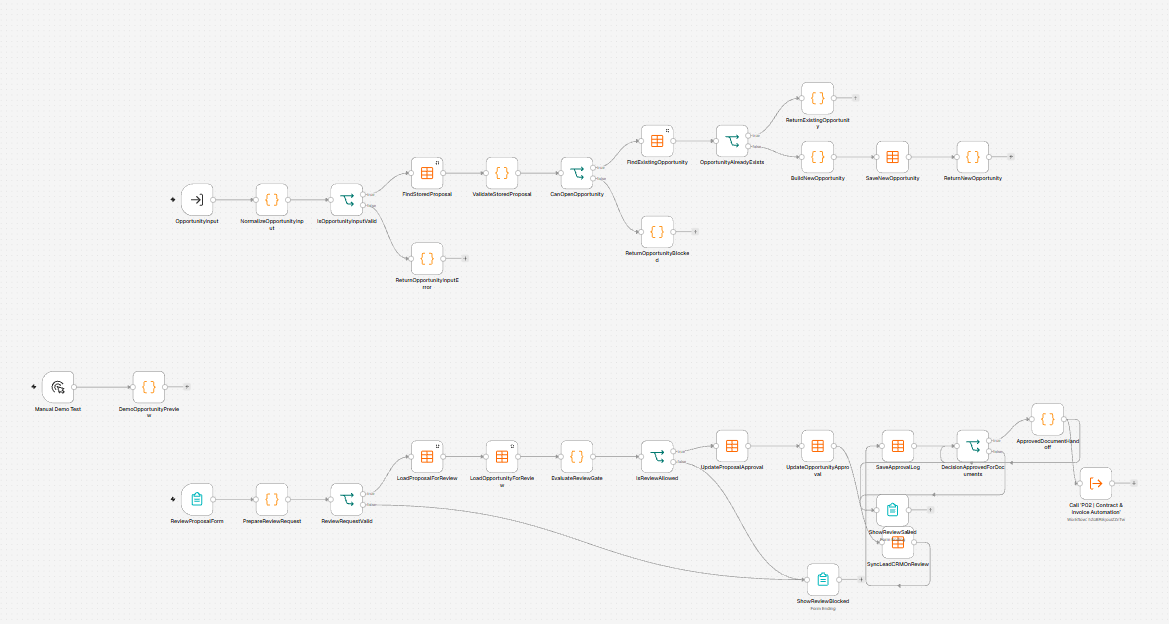 ReturnExistingOpportunit
y
FindExistingOpportunity
OpportunityAlreadyExists
true
false
BuildNewOpportunity
SaveNewOpportunity
ReturnNewOpportunity
FindStoredProposal
ValidateStoredProposal
CanOpenOpportunity
true
false
OpportunityInput
NormalizeOpportunityInp
ut
IsOpportunityInputValid
true
false
ReturnOpportunityBlocke
d
ReturnOpportunityInputE
rror
Manual Demo Test
DemoOpportunityPrevie
w
ApprovedDocumentHand
off
LoadProposalForReview
LoadOpportunityForRevie
w
EvaluateReviewGate
IsReviewAllowed
true
false
UpdateProposalApproval
UpdateOpportunityAppro
val
SaveApprovalLog
DecisionApprovedForDoc
uments
true
false
Call 'P02 | Contract &
Invoice Automation'
ReviewProposalForm
PrepareReviewRequest
ReviewRequestValid
true
false
ShowReviewSaved
SyncLeadCRMOnReview
ShowReviewBlocked
Form Ending